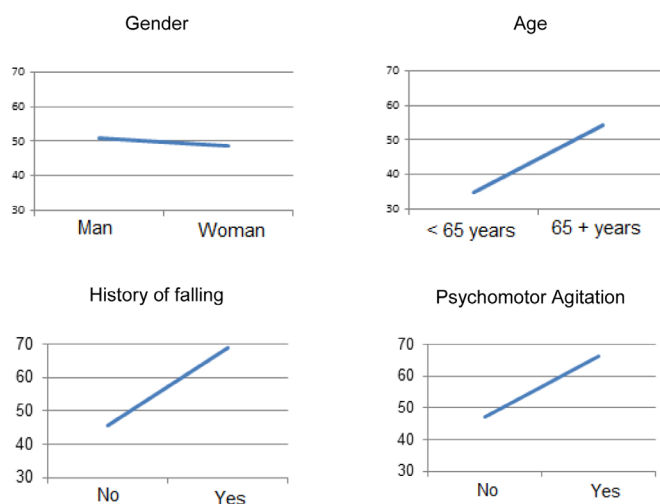 Gender
70
60
50
40
30
Man Woman
Age
70
60
50
40
30
< 65 years 65 + years
History of falling
70
60
50
40
30
No Yes
Psychomotor Agitation
70
60
50
40
30
No Yes